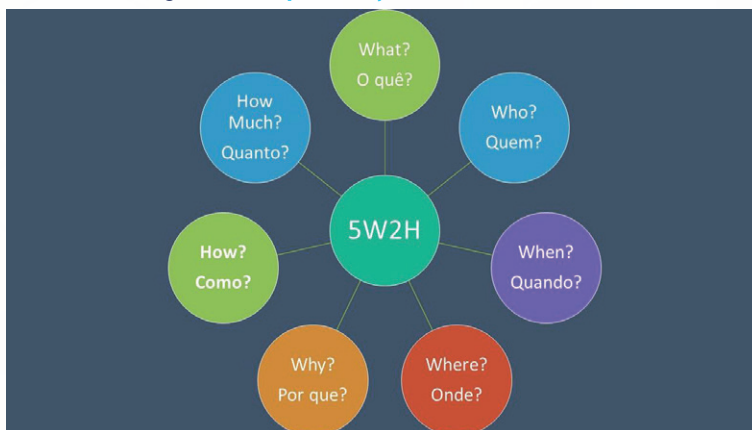 What?
O quê?
Who?
Quem?
When?
Quando?
Where?
Onde?
Why?
Por que?
How?
Como?
How
Much?
Quanto?
5W2H